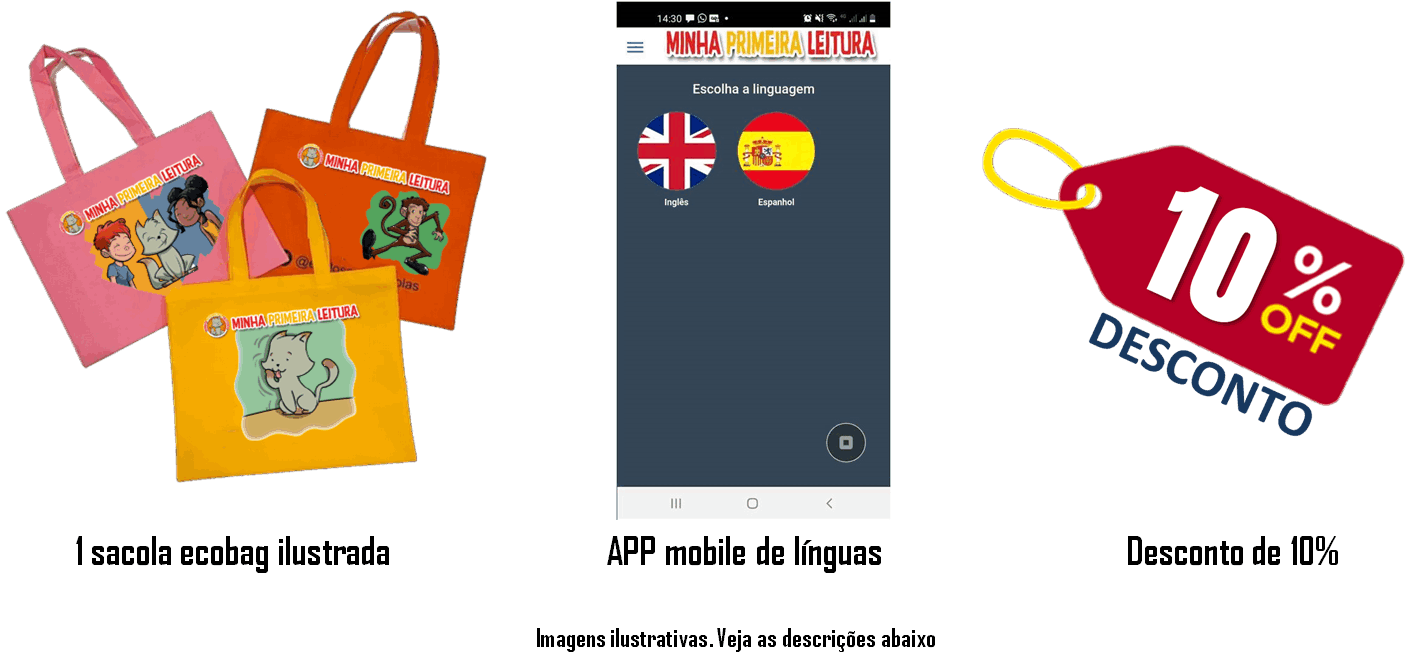 MINHA PRIMEIRA LEITURA
MINHA PRIMEIRA LEITURA
MINHA PRIMEIRA LEITURA
14:30
MINHA PRIMEIRA LEITURA
Escolha a linguagem
Inglês
Espanhol
10% OFF
DESCONTO
1 sacola ecobag ilustrada
APP mobile de línguas
Desconto de 10%
Imagens ilustrativas. Veja as descrições abaixo